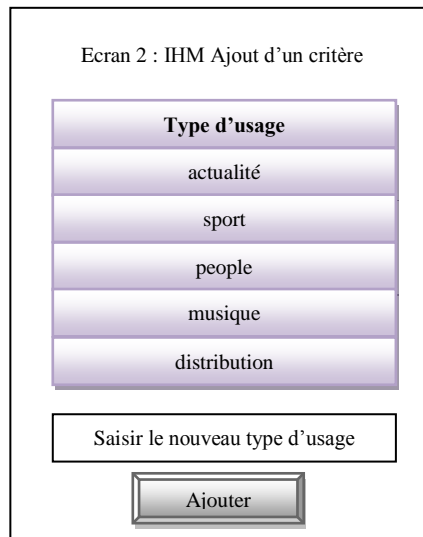 Ecran 2 : IHM Ajout d'un critère
Type d'usage
actualité
sport
people
musique
distribution
Saisir le nouveau type d'usage
Ajouter